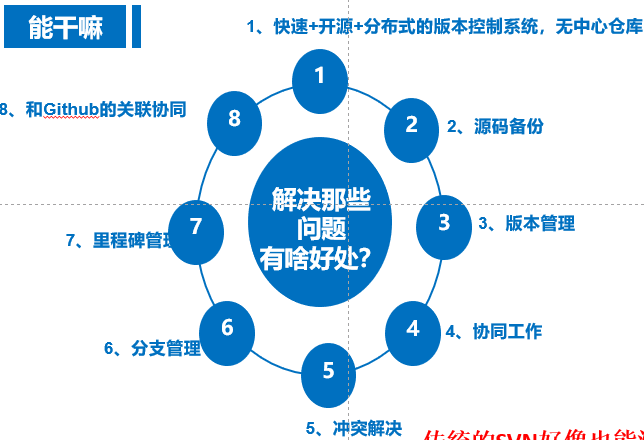 能干嘛
1、快速+开源+分布式的版本控制系统，无中心仓库
1
8、和Github的关联协同
8
2
2、源码备份
解决那些
问题
有啥好处？
7、里程碑管理
7
3
3、版本管理
6、分支管理
6
4
4、协同工作
5
5、冲突解决
传统的SVN好像也能